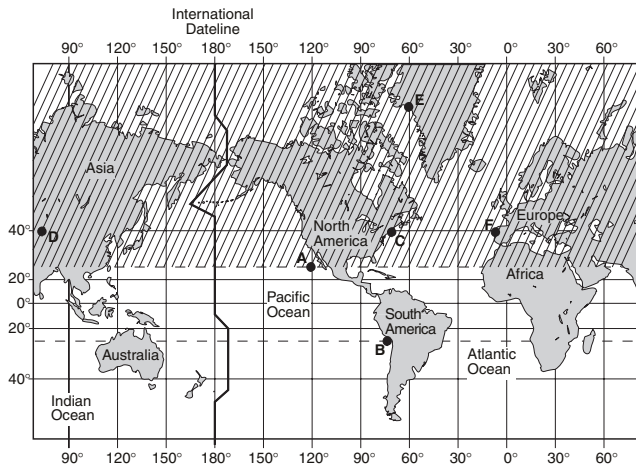 International
Dateline
90° 120° 150° 180° 150° 120° 90° 60° 30° 0° 30° 60°
E
Asia
40°
D
North
America
C
F
Europe
A
20°
Africa
0°
Pacific
Ocean
20°
South
America
B
Australia
Atlantic
Ocean
40°
Indian
Ocean
90° 120° 150° 180° 150° 120° 90° 60° 30° 0° 30° 60°